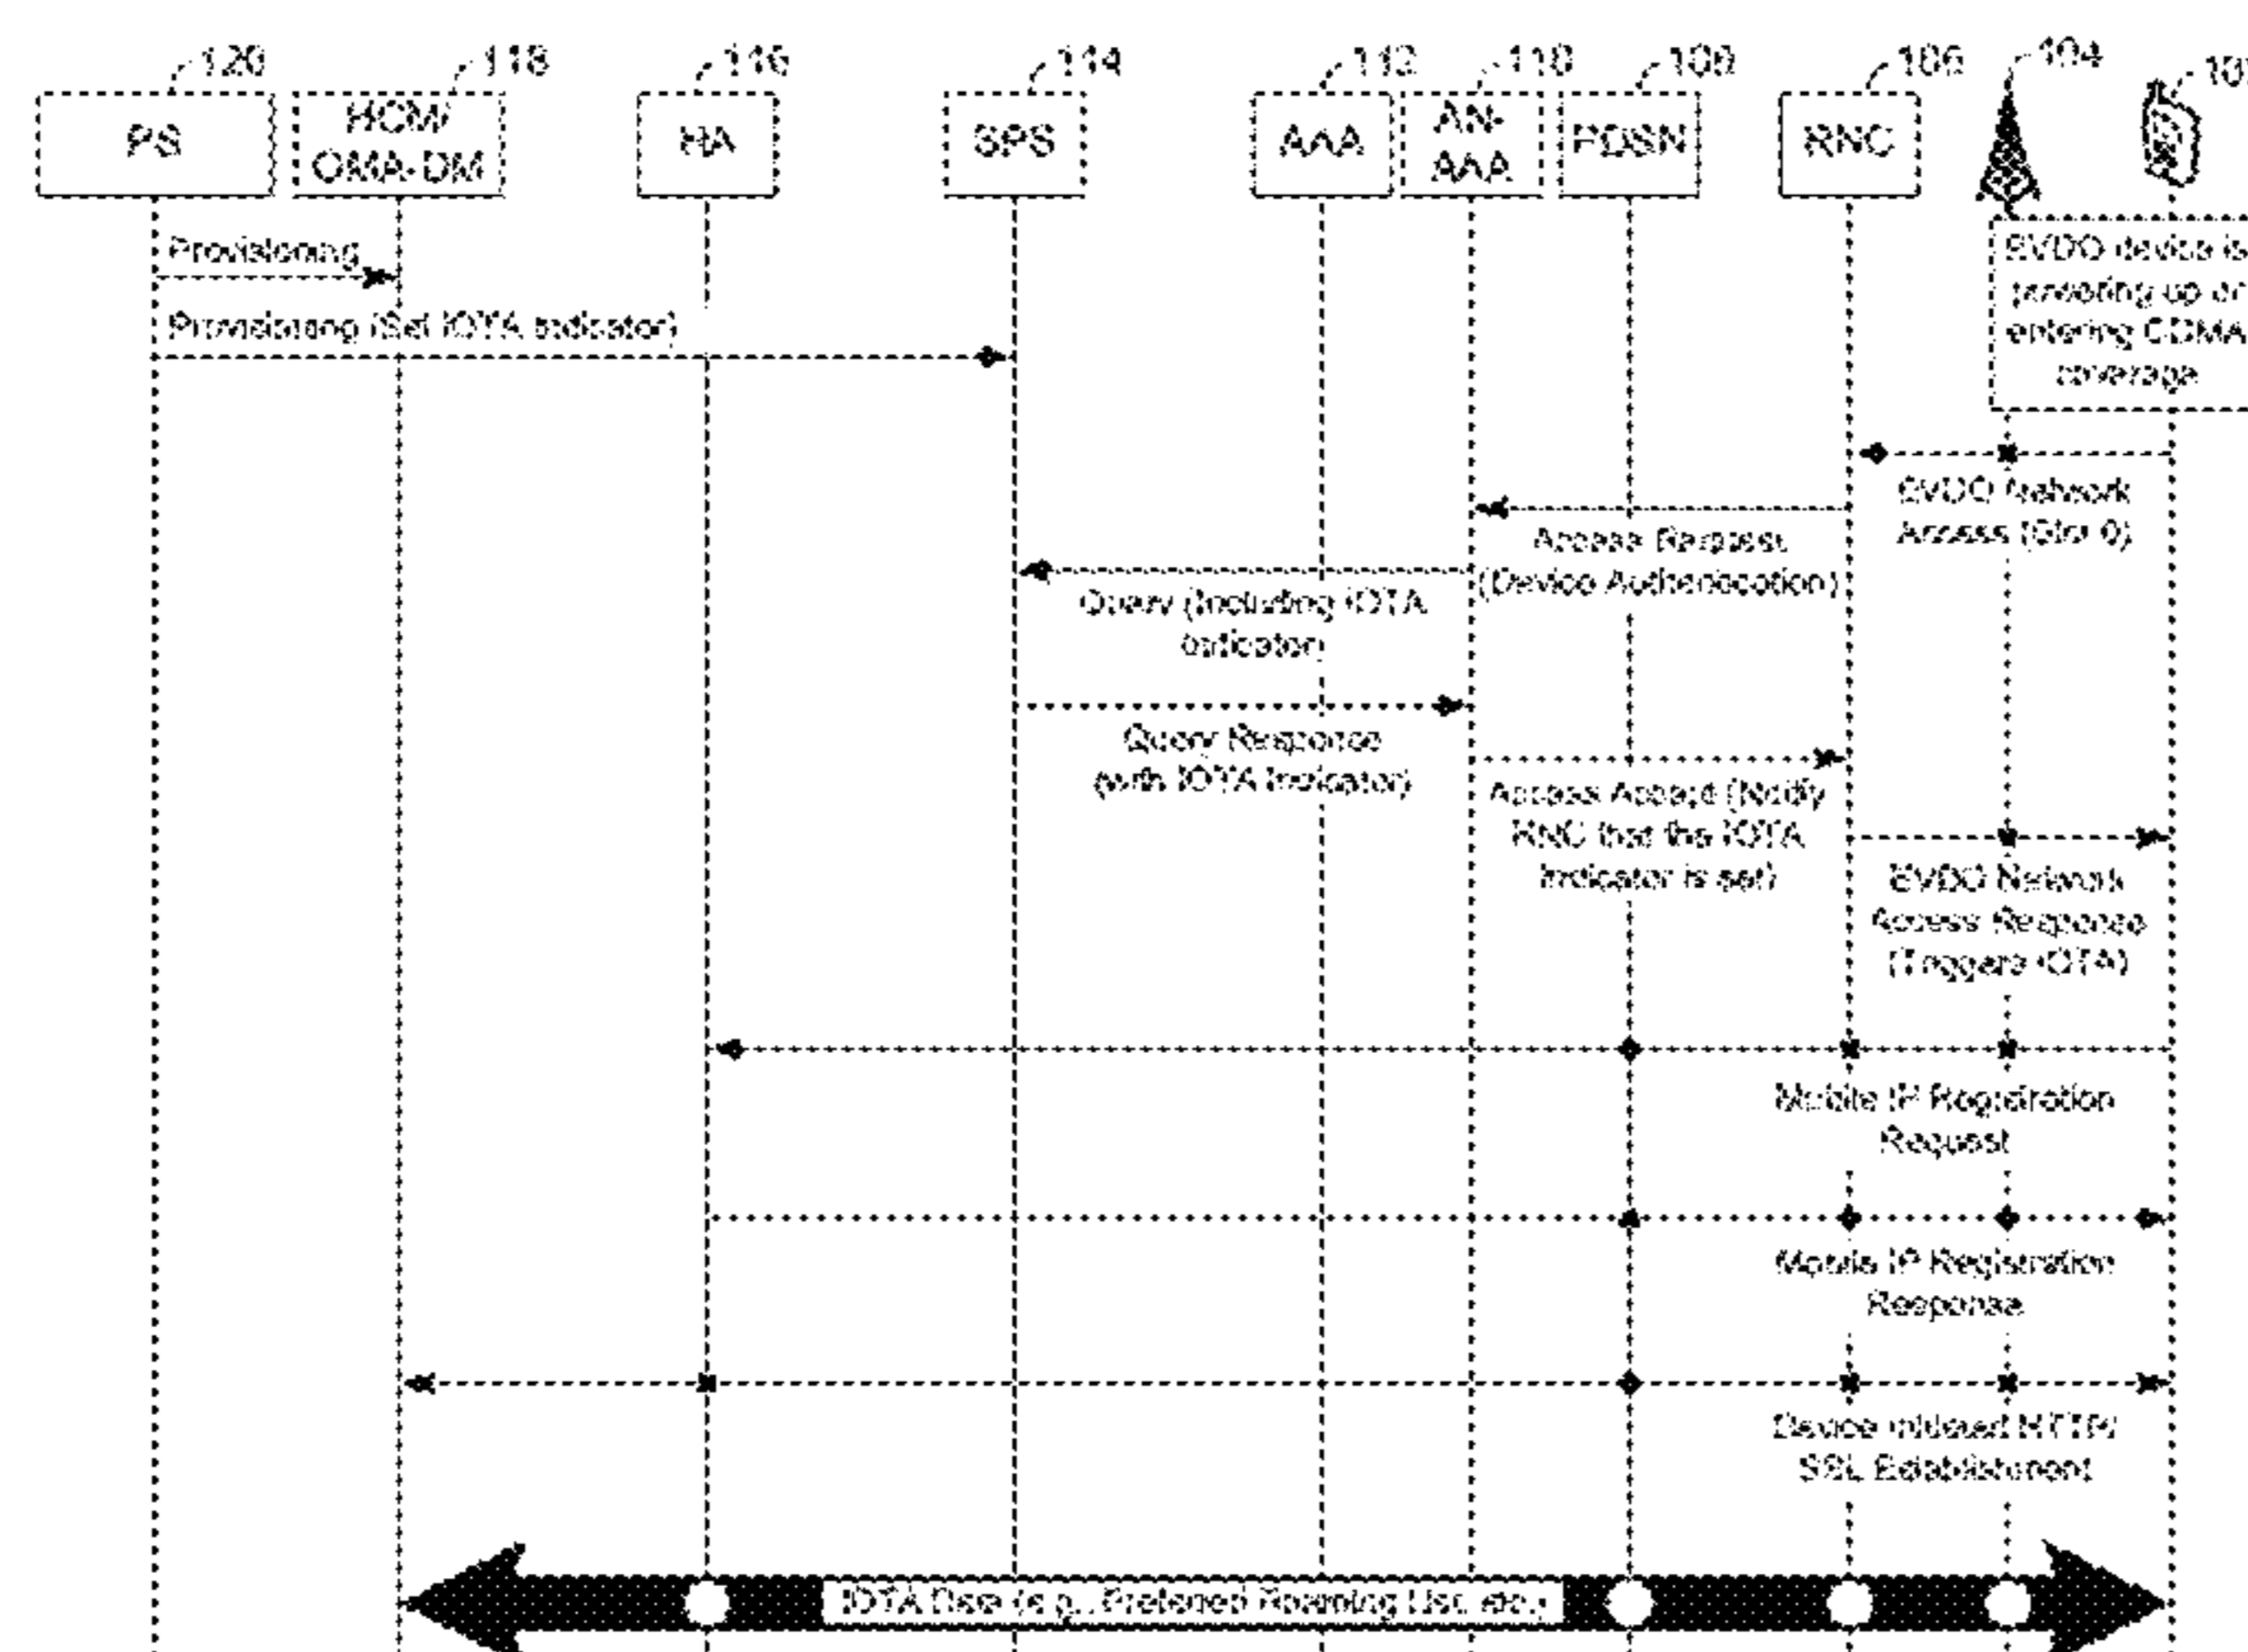 120
118
116
114
112
110
108
106
104
PS
HCM/
OMA-DM
HA
SPS
AAA
AN-
AAA
PDSN
RNC
Provisioning
Provisioning (Set IOTA Indicator)
EVDO device is
powering up or
entering CDMA
coverage
EVDO Network
Access (Stol 0)
Access Request
(Device Authentication)
Query (Including IOTA
Indicator)
Query Response
(with IOTA Indicator)
Access Accept (Notify
RNC that the IOTA
Indicator is set)
EVDO Network
Access Response
(Triggers IOTA)
Mobile IP Registration
Request
Mobile IP Registration
Response
Device Initiated HTTP/
SSL Establishment
IOTA Data (e.g., Preferred Roaming List, etc.)